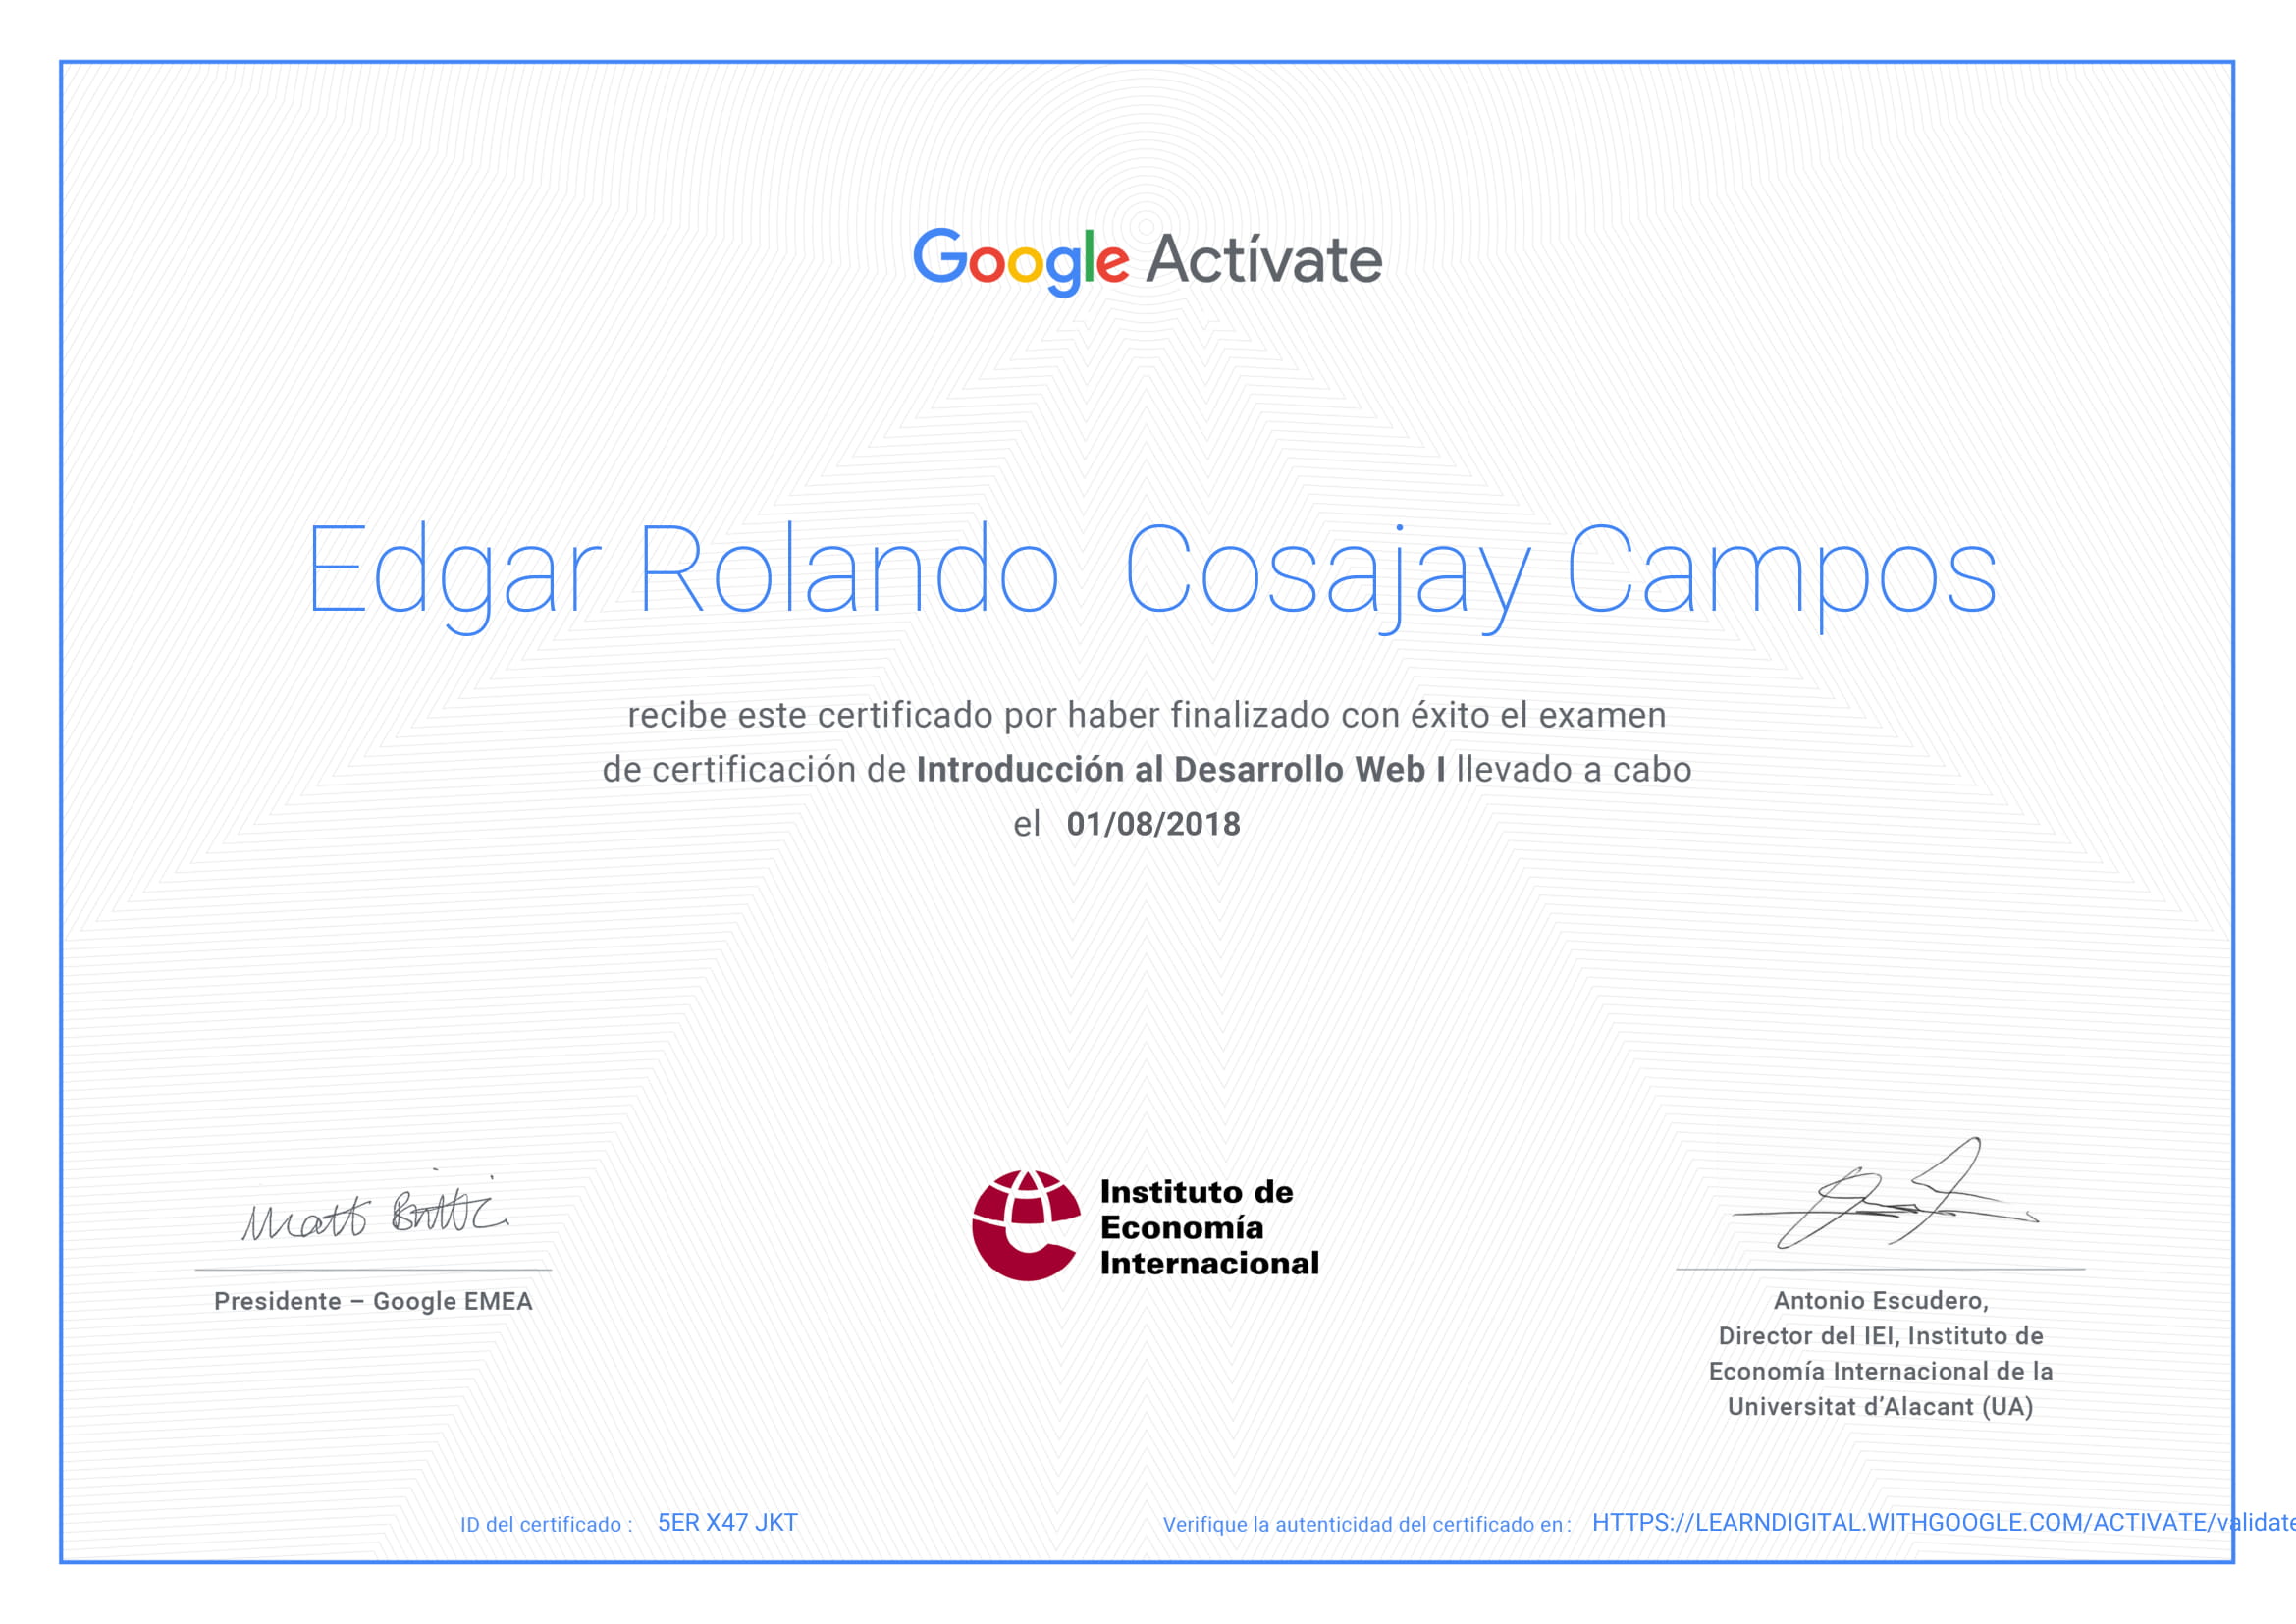 Google Actívate
Edgar Rolando Cosajay Campos
recibe este certificado por haber finalizado con éxito el examen
de certificación de Introducción al Desarrollo Web I llevado a cabo
el 01/08/2018
Matt Brittin
Presidente – Google EMEA
Instituto de
Economía
Internacional
Antonio Escudero,
Director del IEI, Instituto de
Economía Internacional de la
Universitat d’Alacant (UA)
ID del certificado : 5ER X47 JKT
Verifique la autenticidad del certificado en : HTTPS://LEARNDIGITAL.WITHGOOGLE.COM/ACTIVATE/validate